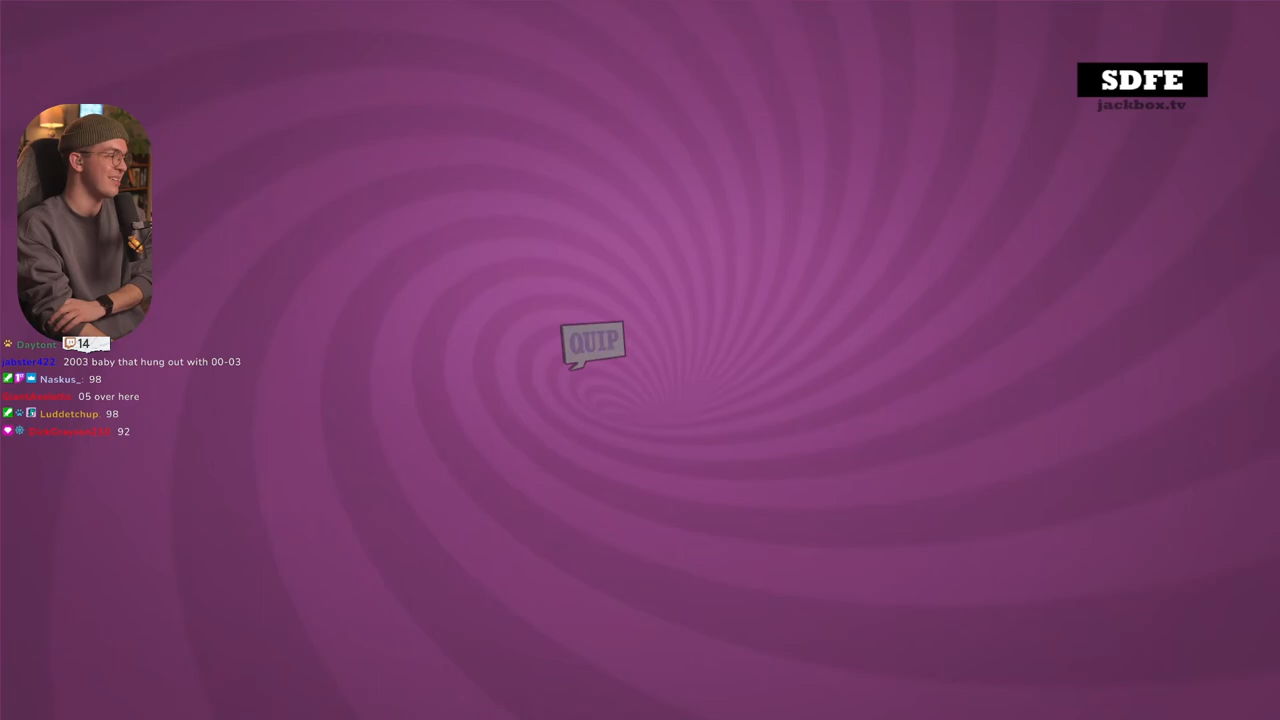 SDFE
jackbox.tv
QUIP
Daytont 14
jabster422: 2003 baby that hung out with 00-03
Naskus_: 98
05 over here
Luddetchup: 98
92